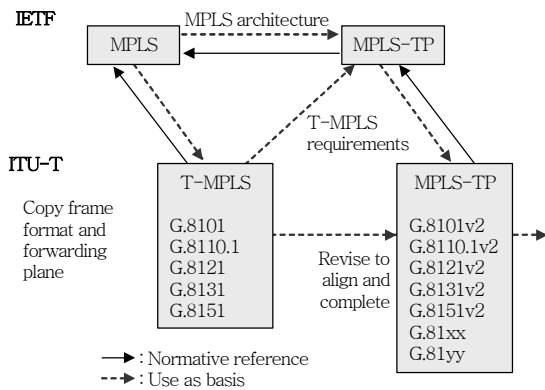 IETF
MPLS architecture
MPLS
MPLS-TP
T-MPLS
requirements
ITU-T
Copy frame
format and
forwarding
plane
T-MPLS
G.8101
G.8110.1
G.8121
G.8131
G.8151
Revise to
align and
complete
MPLS-TP
G.8101v2
G.8110.1v2
G.8121v2
G.8131v2
G.8151v2
G.81xx
G.81yy
: Normative reference
: Use as basis